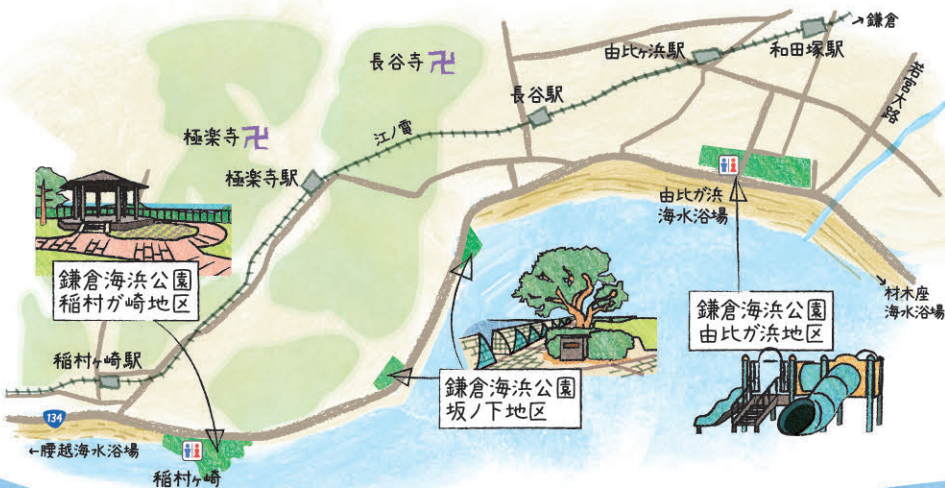 →鎌倉
和田塚駅
由比ヶ浜駅
若宮大路
長谷寺
長谷駅
江ノ電
極楽寺
極楽寺駅
由比が浜
海水浴場
鎌倉海浜公園
稲村が崎地区
材木座
海水浴場
鎌倉海浜公園
由比が浜地区
稲村ヶ崎駅
鎌倉海浜公園
坂ノ下地区
134
←腰越海水浴場
稲村ヶ崎